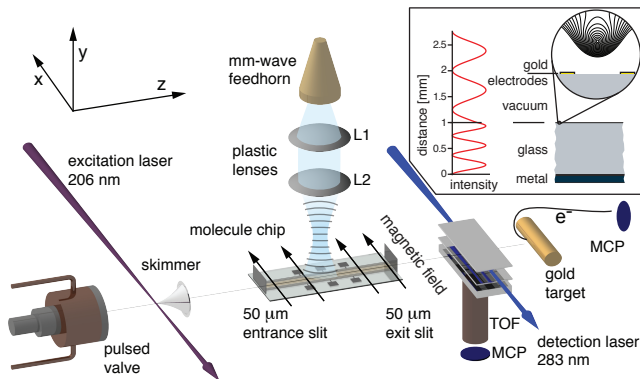 y
x
z
mm-wave
feedhorn
L1
plastic
lenses
L2
excitation laser
206 nm
molecule chip
skimmer
magnetic field
50 μm
entrance slit
50 μm
exit slit
pulsed
valve
TOF
MCP
e-
MCP
gold
target
detection laser
283 nm
distance [mm]
2.5
2
1.5
1
0.5
0
intensity
gold
electrodes
vacuum
glass
metal